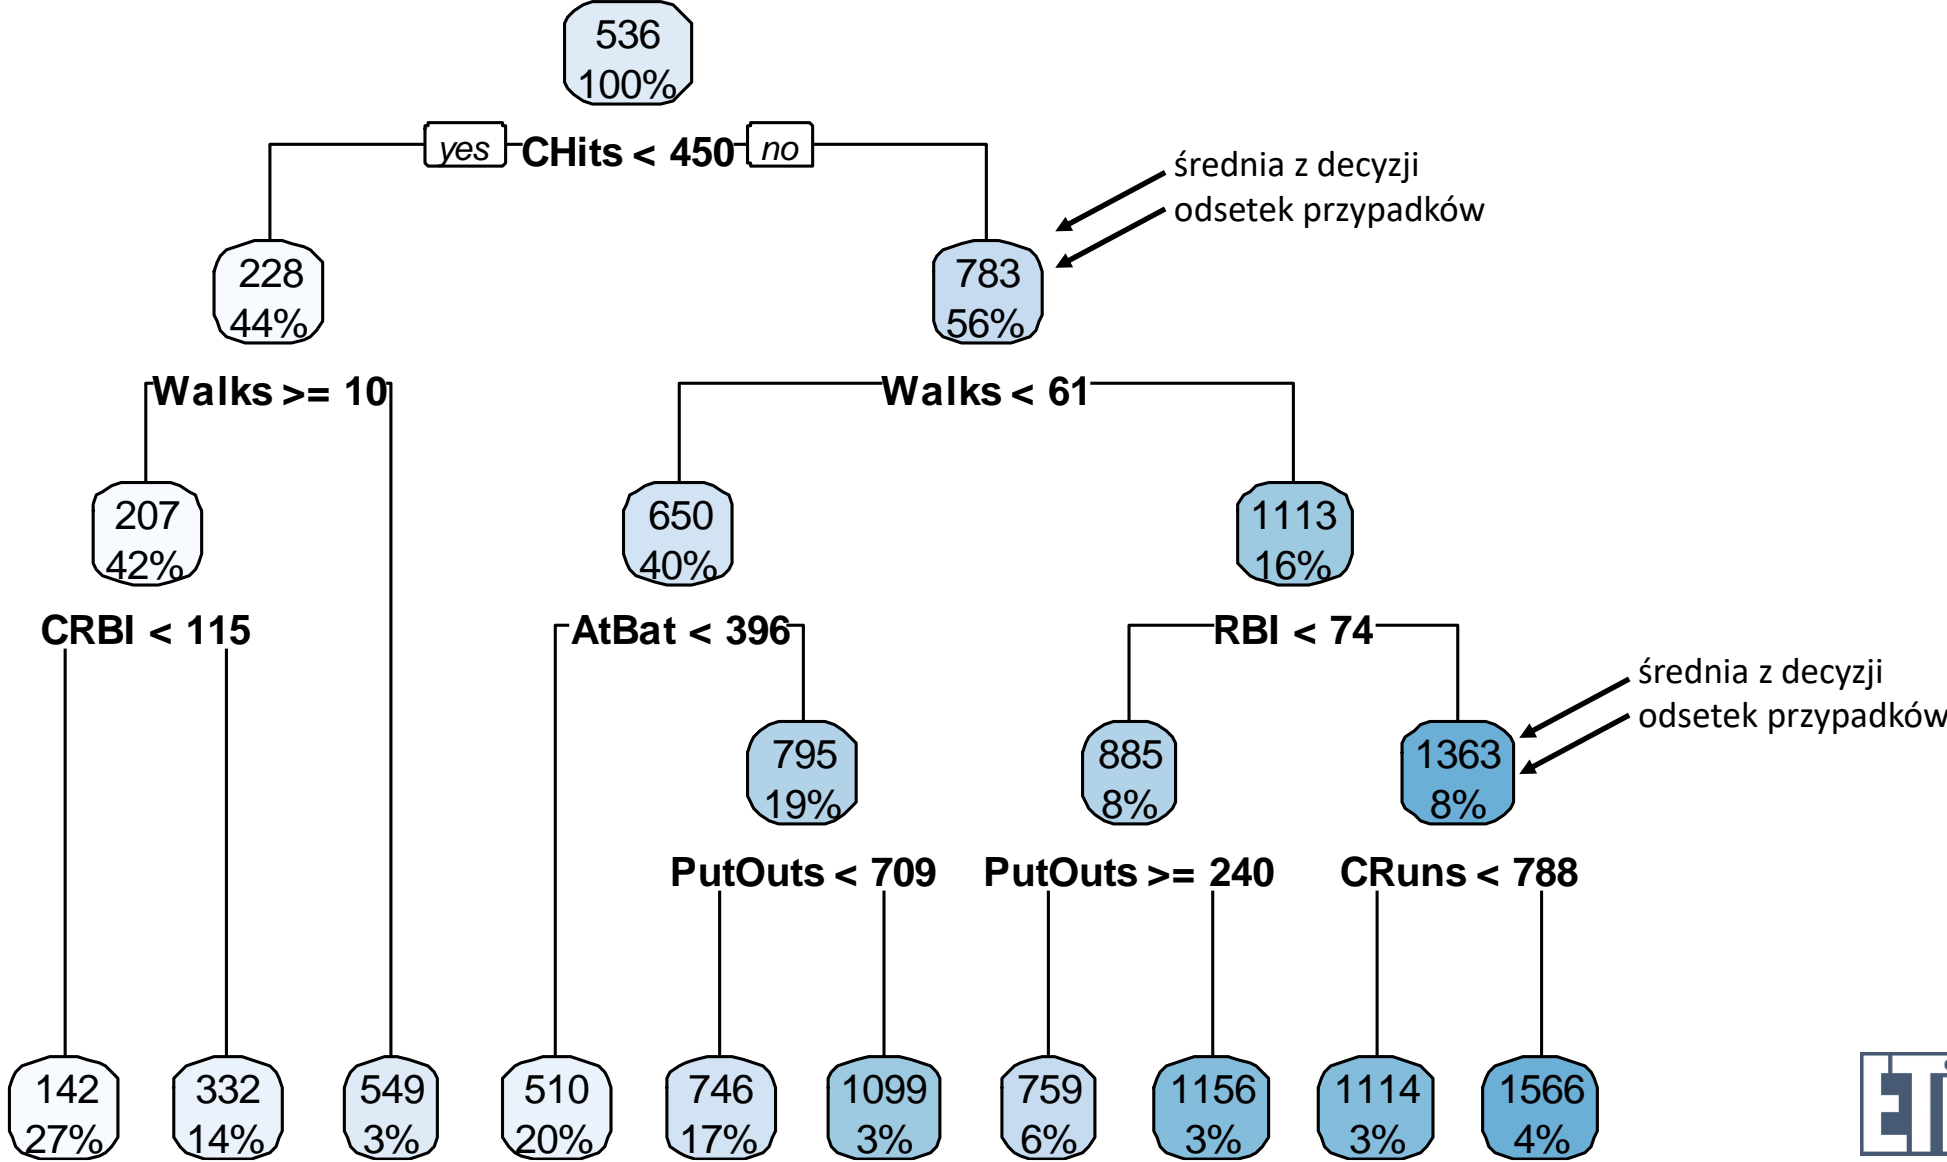 536
100%
yes CHits < 450 no
średnia z decyzji
odsetek przypadków
228
44%
783
56%
Walks >= 10
Walks < 61
207
42%
650
40%
1113
16%
CRBI < 115
AtBat < 396
RBI < 74
średnia z decyzji
odsetek przypadków
795
19%
885
8%
1363
8%
PutOuts < 709
PutOuts >= 240
CRuns < 788
142
27%
332
14%
549
3%
510
20%
746
17%
1099
3%
759
6%
1156
3%
1114
3%
1566
4%
ETi